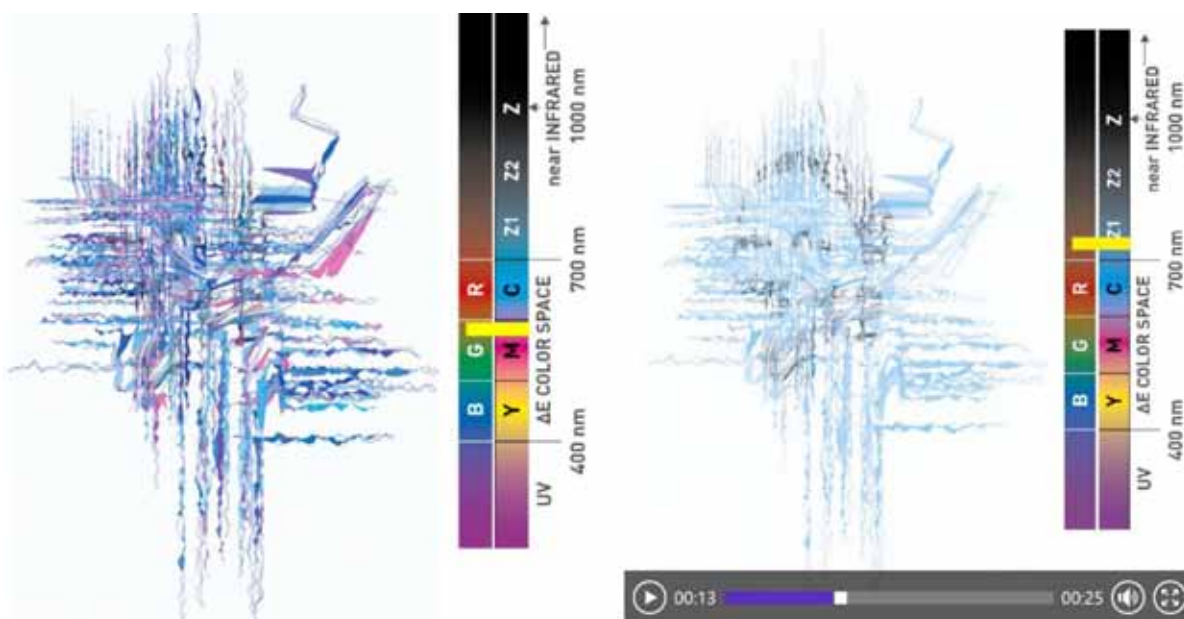 R
G
B
Z
Z2
Z1
C
M
Y
near INFRARED
ΔE COLOR SPACE
UV
1000 nm
700 nm
400 nm
R
G
B
Z
Z2
Z1
C
M
Y
near INFRARED
ΔE COLOR SPACE
UV
1000 nm
700 nm
400 nm
00:13
00:25